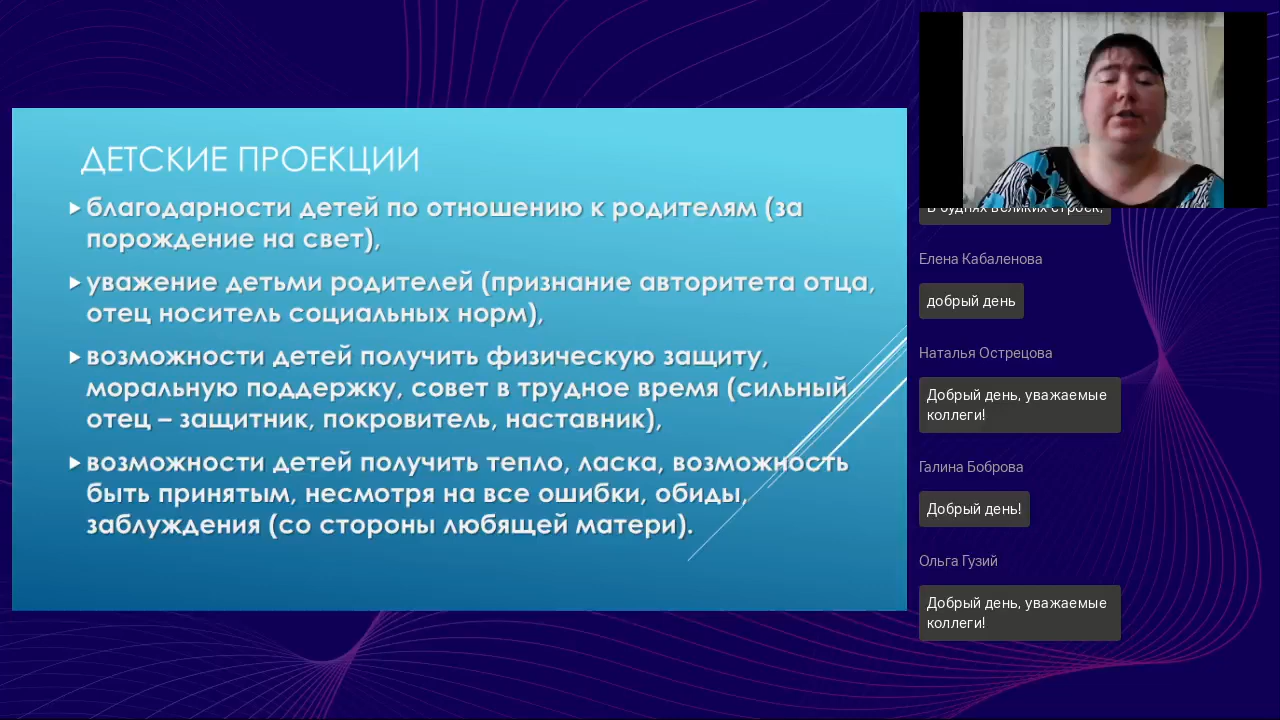 ДЕТСКИЕ ПРОЕКЦИИ
благодарности детей по отношению к родителям (за
порождение на свет),
уважение детьми родителей (признание авторитета отца,
отец носитель социальных норм),
возможности детей получить физическую защиту,
моральную поддержку, совет в трудное время (сильный
отец – защитник, покровитель, наставник),
возможности детей получить тепло, ласка, возможность
быть принятым, несмотря на все ошибки, обиды,
заблуждения (со стороны любящей матери).
В буднях великих строек,
Елена Кабаленова
добрый день
Наталья Острецова
Добрый день, уважаемые
коллеги!
Галина Боброва
Добрый день!
Ольга Гузий
Добрый день, уважаемые
коллеги!